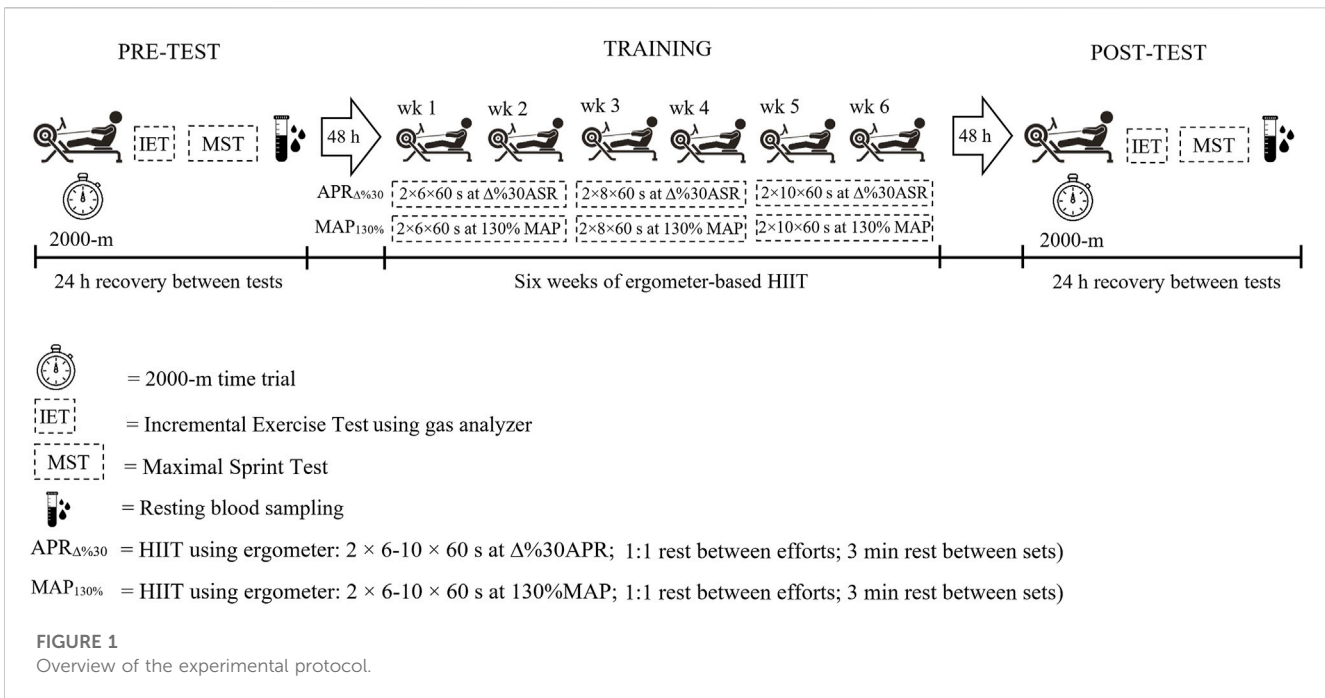 PRE-TEST
TRAINING
POST-TEST
wk 1
wk 2
wk 3
wk 4
wk 5
wk 6
IET
MST
48 h
48 h
IET
MST
APRΔ%30
2×6×60 s at Δ%30ASR
2×8×60 s at Δ%30ASR
2×10×60 s at Δ%30ASR
MAP130%
2×6×60 s at 130% MAP
2×8×60 s at 130% MAP
2×10×60 s at 130% MAP
2000-m
2000-m
24 h recovery between tests
Six weeks of ergometer-based HIIT
24 h recovery between tests
= 2000-m time trial
IET = Incremental Exercise Test using gas analyzer
MST = Maximal Sprint Test
= Resting blood sampling
APRΔ%30 = HIIT using ergometer: 2 × 6-10 × 60 s at Δ%30APR; 1:1 rest between efforts; 3 min rest between sets)
MAP130% = HIIT using ergometer: 2 × 6-10 × 60 s at 130%MAP; 1:1 rest between efforts; 3 min rest between sets)
FIGURE 1
Overview of the experimental protocol.